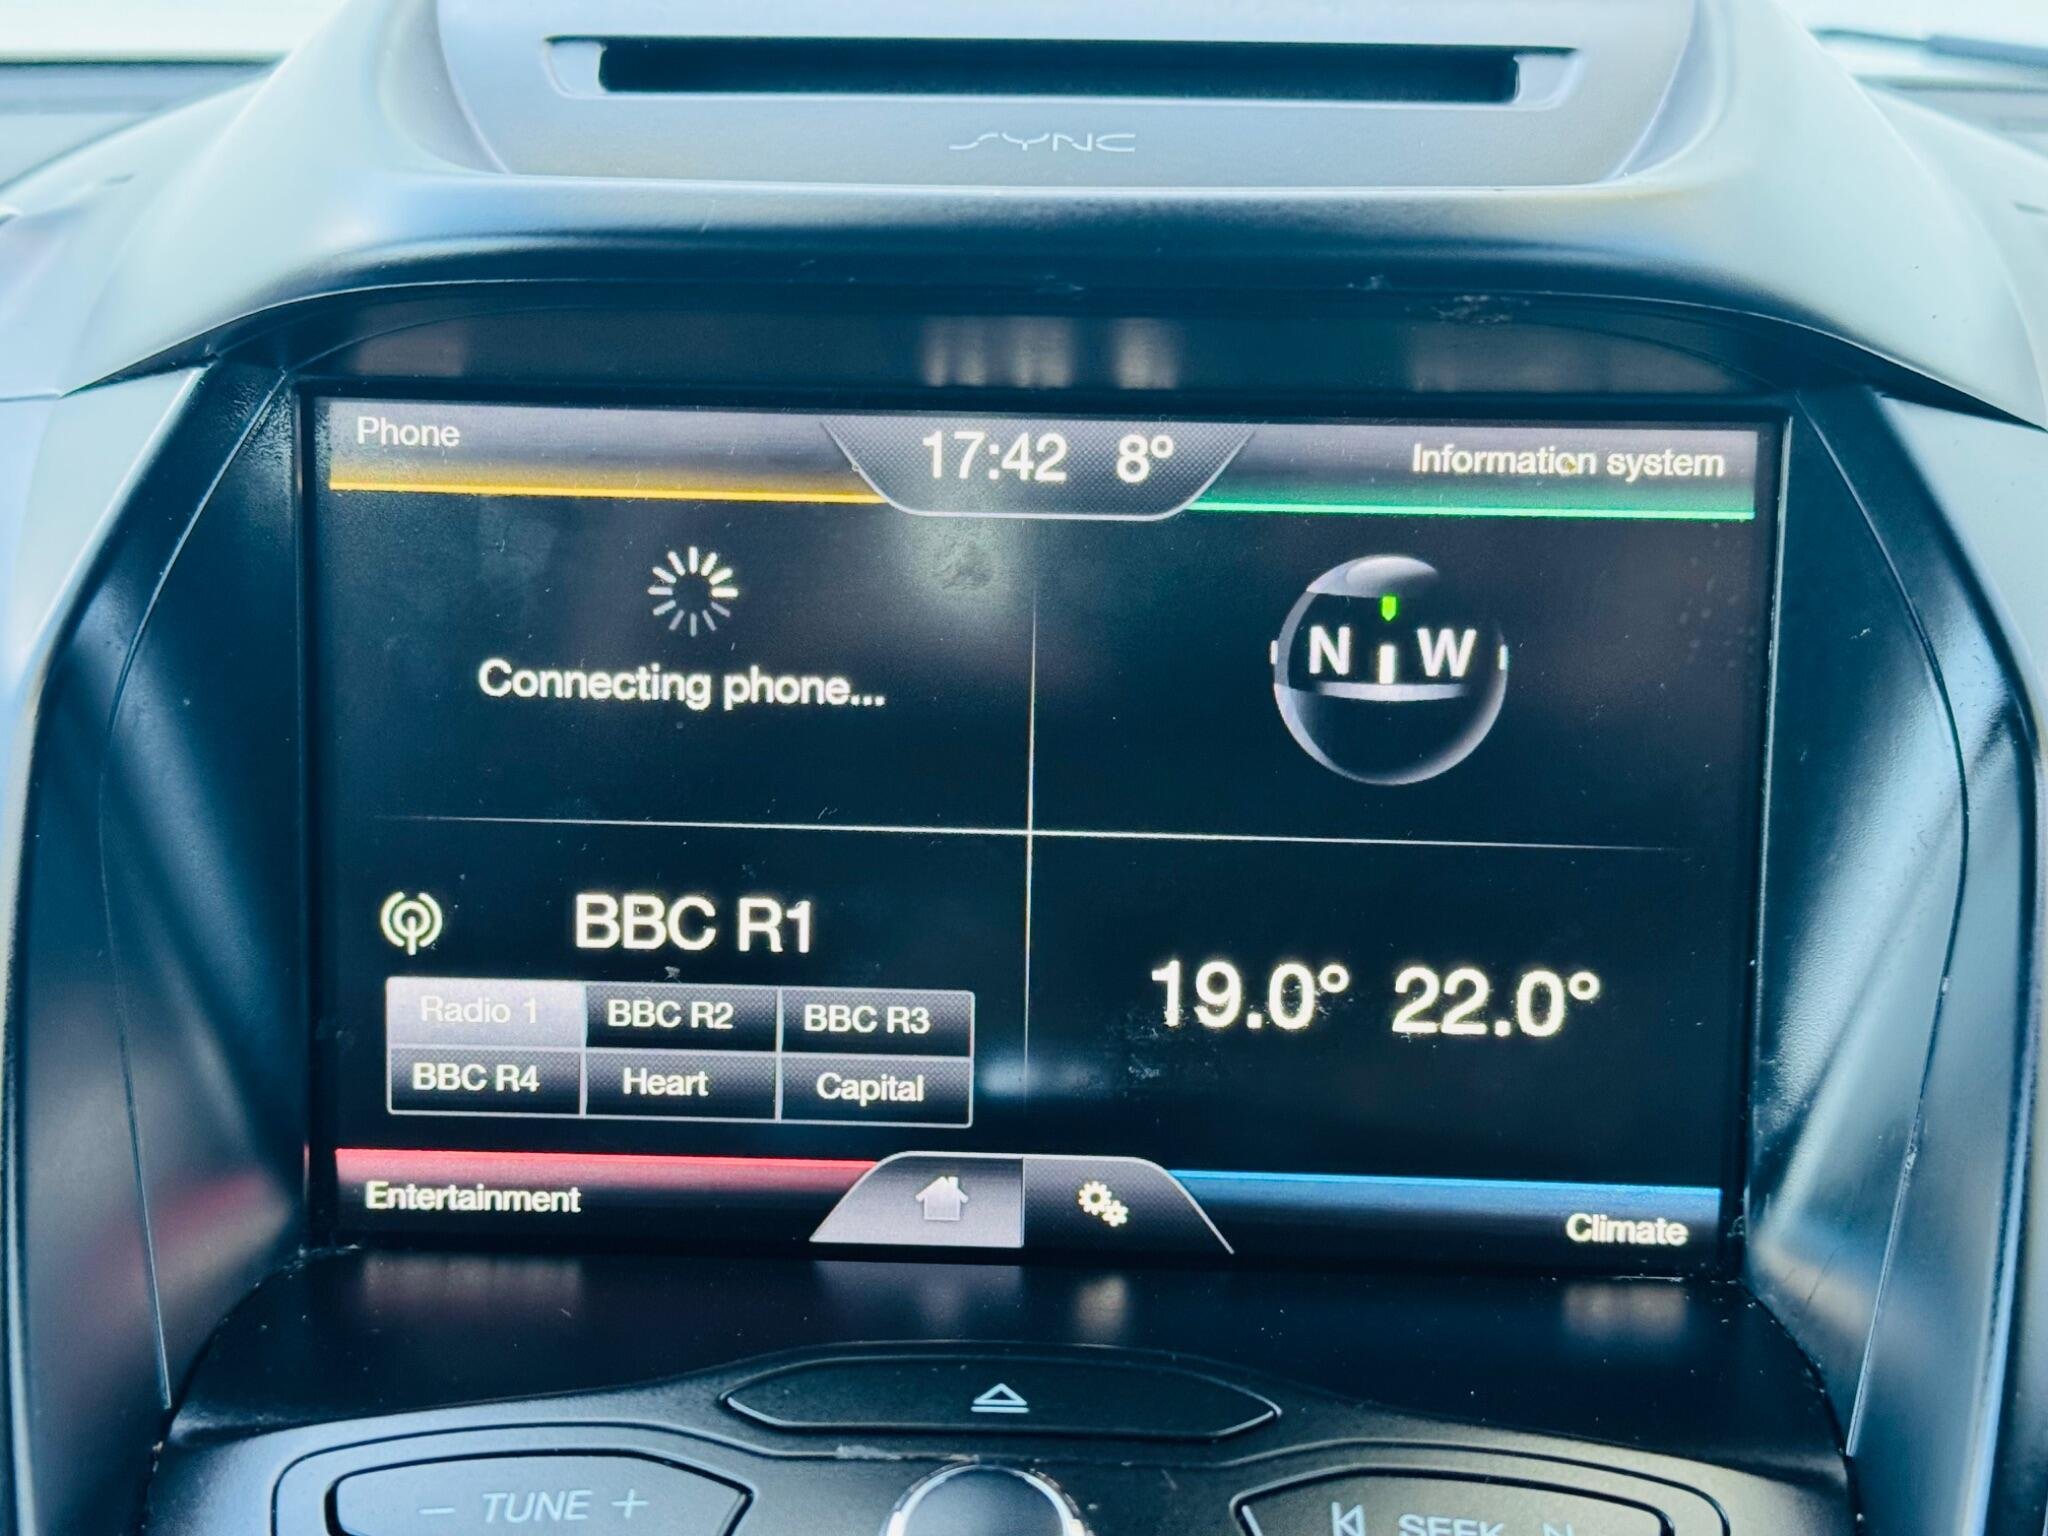 SYNC
Phone
17:42 8°
Information system
Connecting phone...
N W
BBC R1
Radio 1 BBC R2 BBC R3
BBC R4 Heart Capital
19.0° 22.0°
Entertainment
Climate
– TUNE +
SEEK